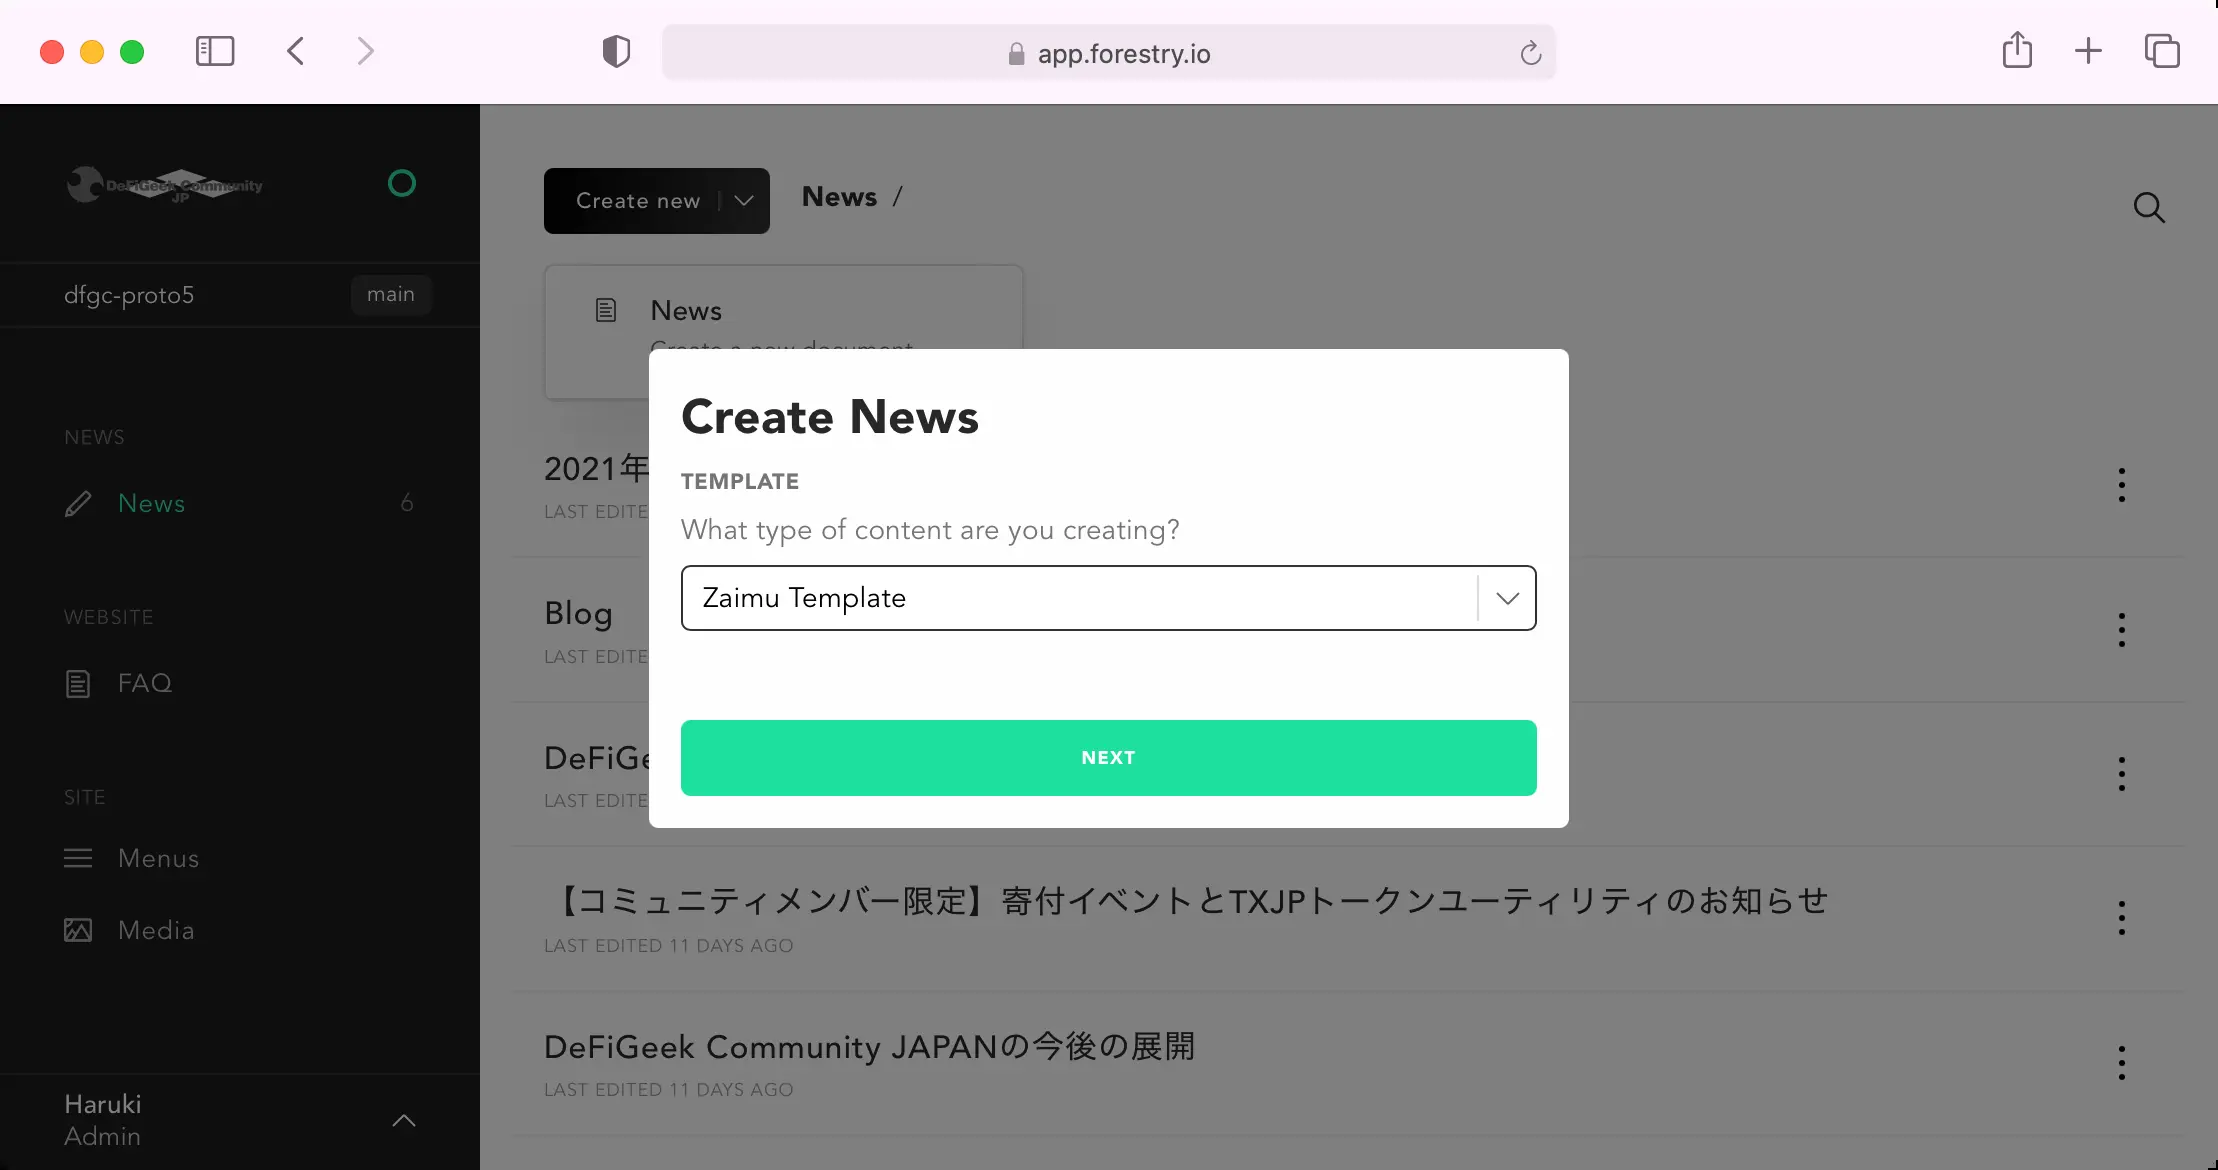 app.forestry.io
DeFiGeek Community
JP
dfgc-proto5
main
NEWS
News
6
WEBSITE
FAQ
SITE
Menus
Media
Haruki
Admin
Create new
News /
News
Create a new document
Create News
TEMPLATE
What type of content are you creating?
Zaimu Template
NEXT
2021年
LAST EDITE
Blog
LAST EDITE
DeFiGe
LAST EDITE
【コミュニティメンバー限定】寄付イベントとTXJPトークンユーティリティのお知らせ
LAST EDITED 11 DAYS AGO
DeFiGeek Community JAPANの今後の展開
LAST EDITED 11 DAYS AGO